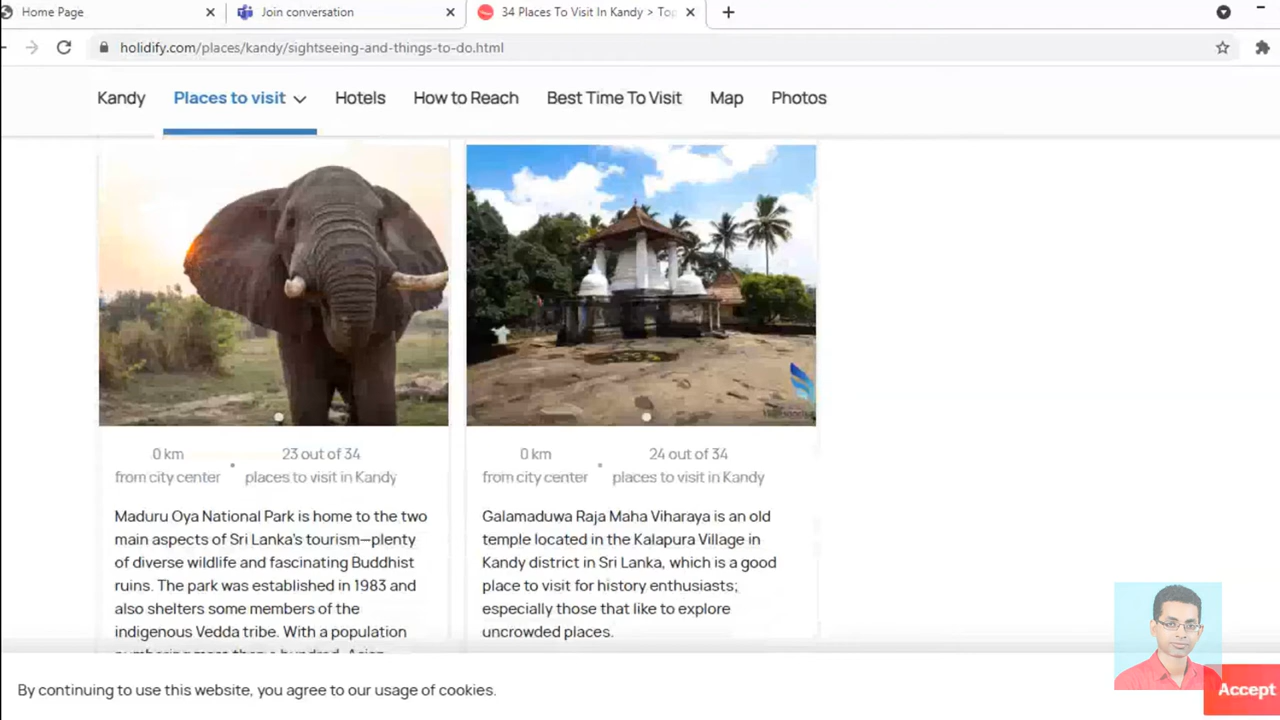 Home Page
Join conversation
34 Places To Visit In Kandy > Top
holidify.com/places/kandy/sightseeing-and-things-to-do.html
Kandy Places to visit Hotels How to Reach Best Time To Visit Map Photos
0 km
from city center
23 out of 34
places to visit in Kandy
Maduru Oya National Park is home to the two
main aspects of Sri Lanka's tourism—plenty
of diverse wildlife and fascinating Buddhist
ruins. The park was established in 1983 and
also shelters some members of the
indigenous Vedda tribe. With a population
0 km
from city center
24 out of 34
places to visit in Kandy
Galamaduwa Raja Maha Viharaya is an old
temple located in the Kalapura Village in
Kandy district in Sri Lanka, which is a good
place to visit for history enthusiasts;
especially those that like to explore
uncrowded places.
By continuing to use this website, you agree to our usage of cookies.
Accept